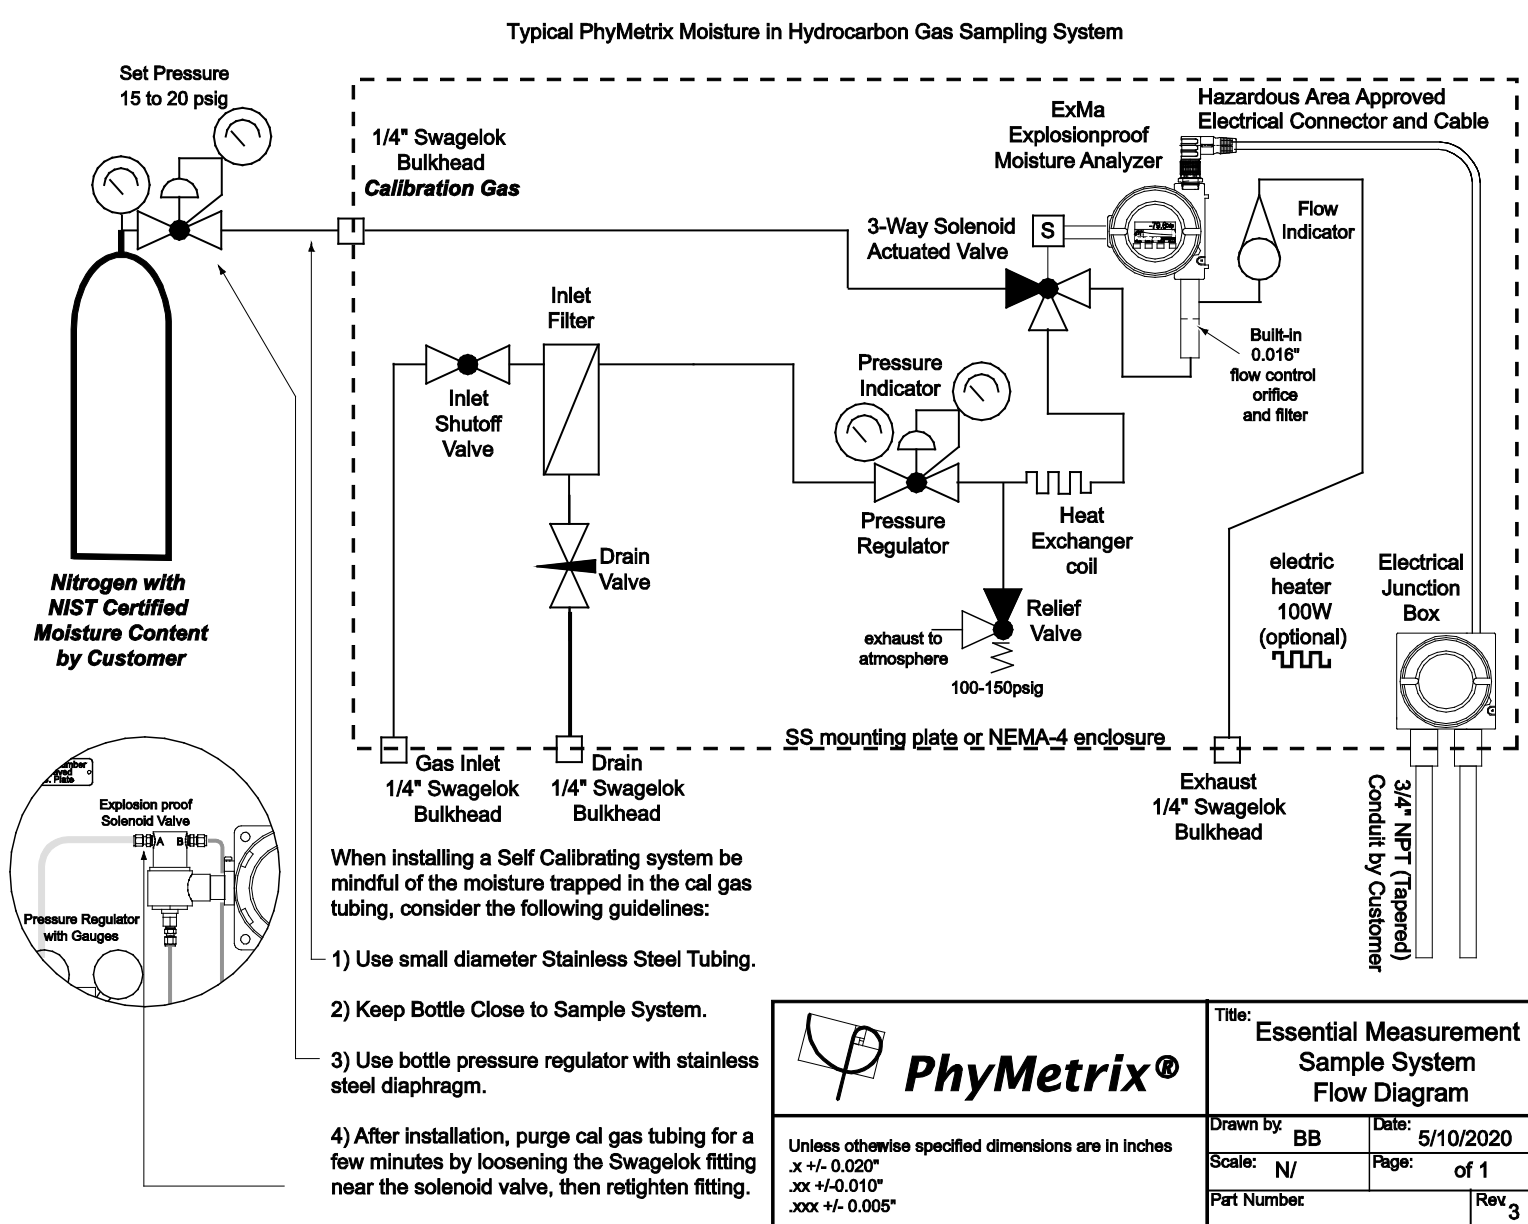 Typical PhyMetrix Moisture in Hydrocarbon Gas Sampling System
Set Pressure
15 to 20 psig
1/4" Swagelok
Bulkhead
Calibration Gas
ExMa
Explosionproof
Moisture Analyzer
Hazardous Area Approved
Electrical Connector and Cable
3-Way Solenoid
Actuated Valve
S
Flow
Indicator
Inlet
Filter
Built-in
0.016"
flow control
orifice
and filter
Pressure
Indicator
Inlet
Shutoff
Valve
Pressure
Regulator
Heat
Exchanger
coil
Drain
Valve
Relief
Valve
exhaust to
atmosphere
100-150psig
electric
heater
100W
(optional)
Electrical
Junction
Box
Nitrogen with
NIST Certified
Moisture Content
by Customer
SS mounting plate or NEMA-4 enclosure
Gas Inlet
1/4" Swagelok
Bulkhead
Drain
1/4" Swagelok
Bulkhead
Exhaust
1/4" Swagelok
Bulkhead
3/4" NPT (Tapered)
Conduit by Customer
Plate
Explosion proof
Solenoid Valve
A B
Pressure Regulator
with Gauges
When installing a Self Calibrating system be
mindful of the moisture trapped in the cal gas
tubing, consider the following guidelines:
1) Use small diameter Stainless Steel Tubing.
2) Keep Bottle Close to Sample System.
3) Use bottle pressure regulator with stainless
steel diaphragm.
4) After installation, purge cal gas tubing for a
few minutes by loosening the Swagelok fitting
near the solenoid valve, then retighten fitting.
PhyMetrix®
Unless othewise specified dimensions are in inches
.x +/- 0.020"
.xx +/-0.010"
.xxx +/- 0.005"
Title:
Essential Measurement
Sample System
Flow Diagram
Drawn by: BB
Date: 5/10/2020
Scale: N/
Page: of 1
Part Number:
Rev. 3